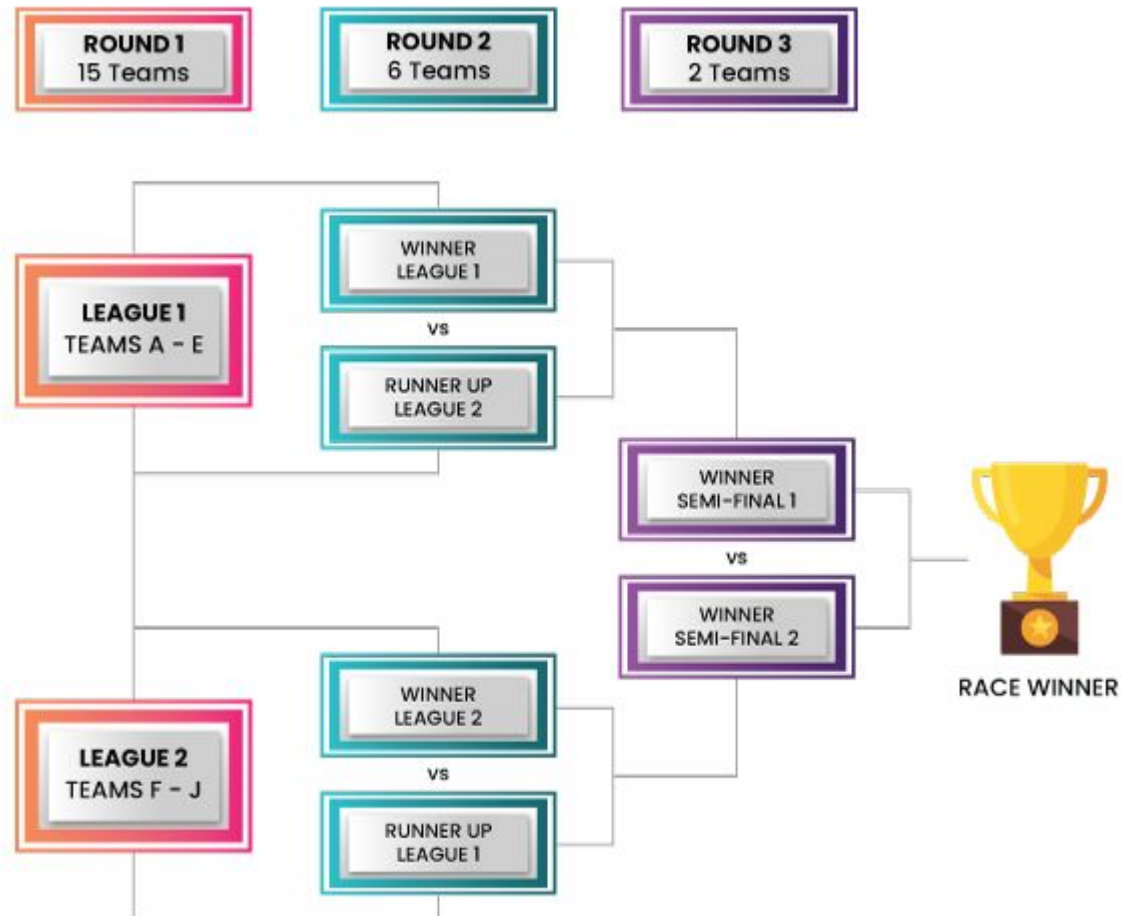 ROUND 1
15 Teams
ROUND 2
6 Teams
ROUND 3
2 Teams
LEAGUE 1
TEAMS A - E
WINNER
LEAGUE 1
vs
RUNNER UP
LEAGUE 2
WINNER
SEMI-FINAL 1
vs
WINNER
SEMI-FINAL 2
RACE WINNER
LEAGUE 2
TEAMS F - J
WINNER
LEAGUE 2
vs
RUNNER UP
LEAGUE 1